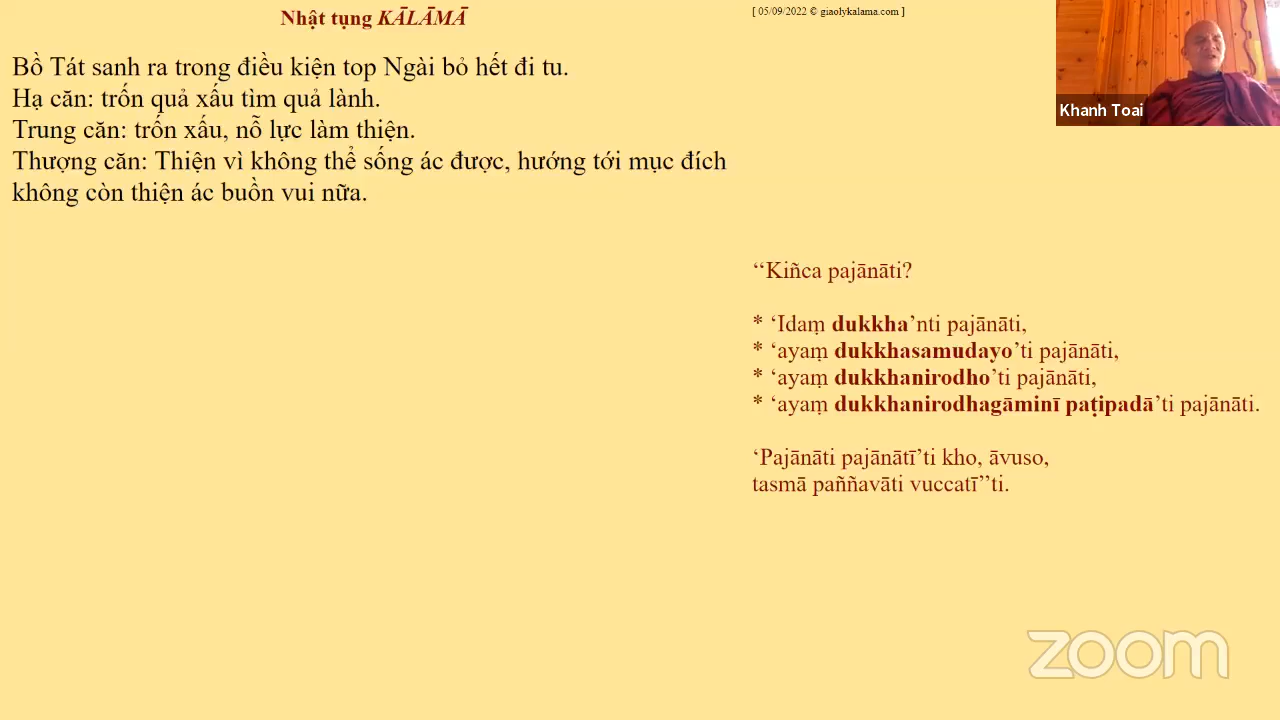 Nhật tụng KĀLĀMĀ
[ 05/09/2022 © giaolykalama.com ]
Bồ Tát sanh ra trong điều kiện top Ngài bỏ hết đi tu.
Hạ căn: trốn quả xấu tìm quả lành.
Trung căn: trốn xấu, nỗ lực làm thiện.
Thượng căn: Thiện vì không thể sống ác được, hướng tới mục đích
không còn thiện ác buồn vui nữa.
Khanh Toai
“Kiñca pajānāti?
* ‘Idaṃ dukkha’nti pajānāti,
* ‘ayaṃ dukkhasamudayo’ti pajānāti,
* ‘ayaṃ dukkhanirodho’ti pajānāti,
* ‘ayaṃ dukkhanirodhagāminī paṭipadā’ti pajānāti.
‘Pajānāti pajānātī’ti kho, āvuso,
tasmā paññavāti vuccatī”ti.
zoom